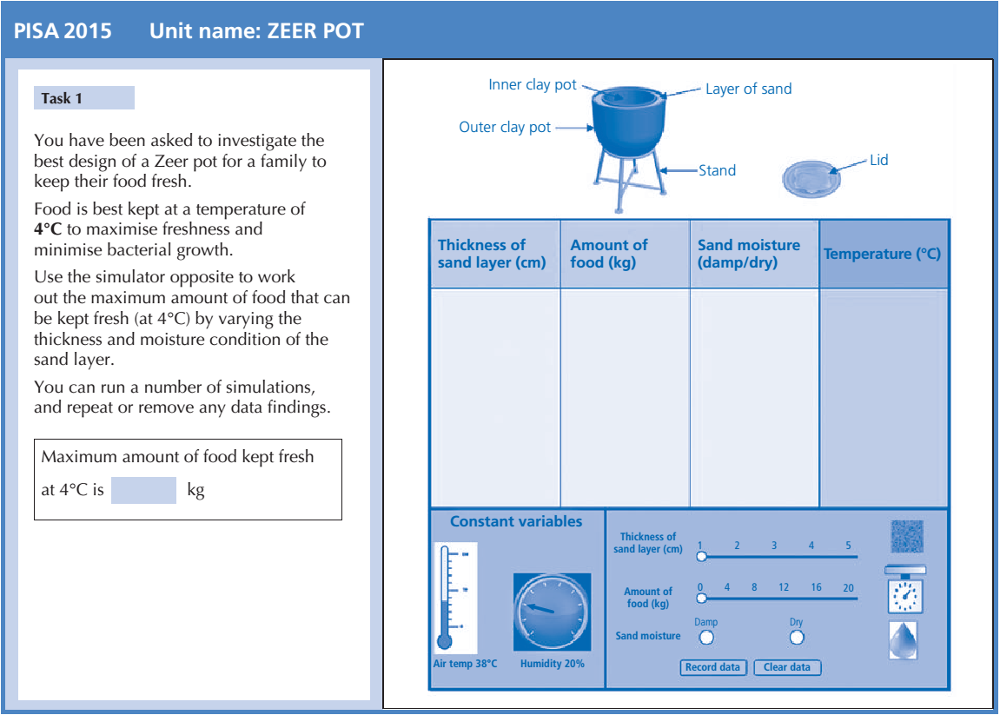 PISA 2015 Unit name: ZEER POT
Task 1
You have been asked to investigate the
best design of a Zeer pot for a family to
keep their food fresh.
Food is best kept at a temperature of
4°C to maximise freshness and
minimise bacterial growth.
Use the simulator opposite to work
out the maximum amount of food that can
be kept fresh (at 4°C) by varying the
thickness and moisture condition of the
sand layer.
You can run a number of simulations,
and repeat or remove any data findings.
Maximum amount of food kept fresh
at 4°C is kg
Inner clay pot
Layer of sand
Outer clay pot
Stand
Lid
Thickness of
sand layer (cm)
Amount of
food (kg)
Sand moisture
(damp/dry)
Temperature (°C)
Constant variables
Air temp 38°C
Humidity 20%
Thickness of
sand layer (cm)
1 2 3 4 5
Amount of
food (kg)
0 4 8 12 16 20
Sand moisture
Damp
Dry
Record data
Clear data